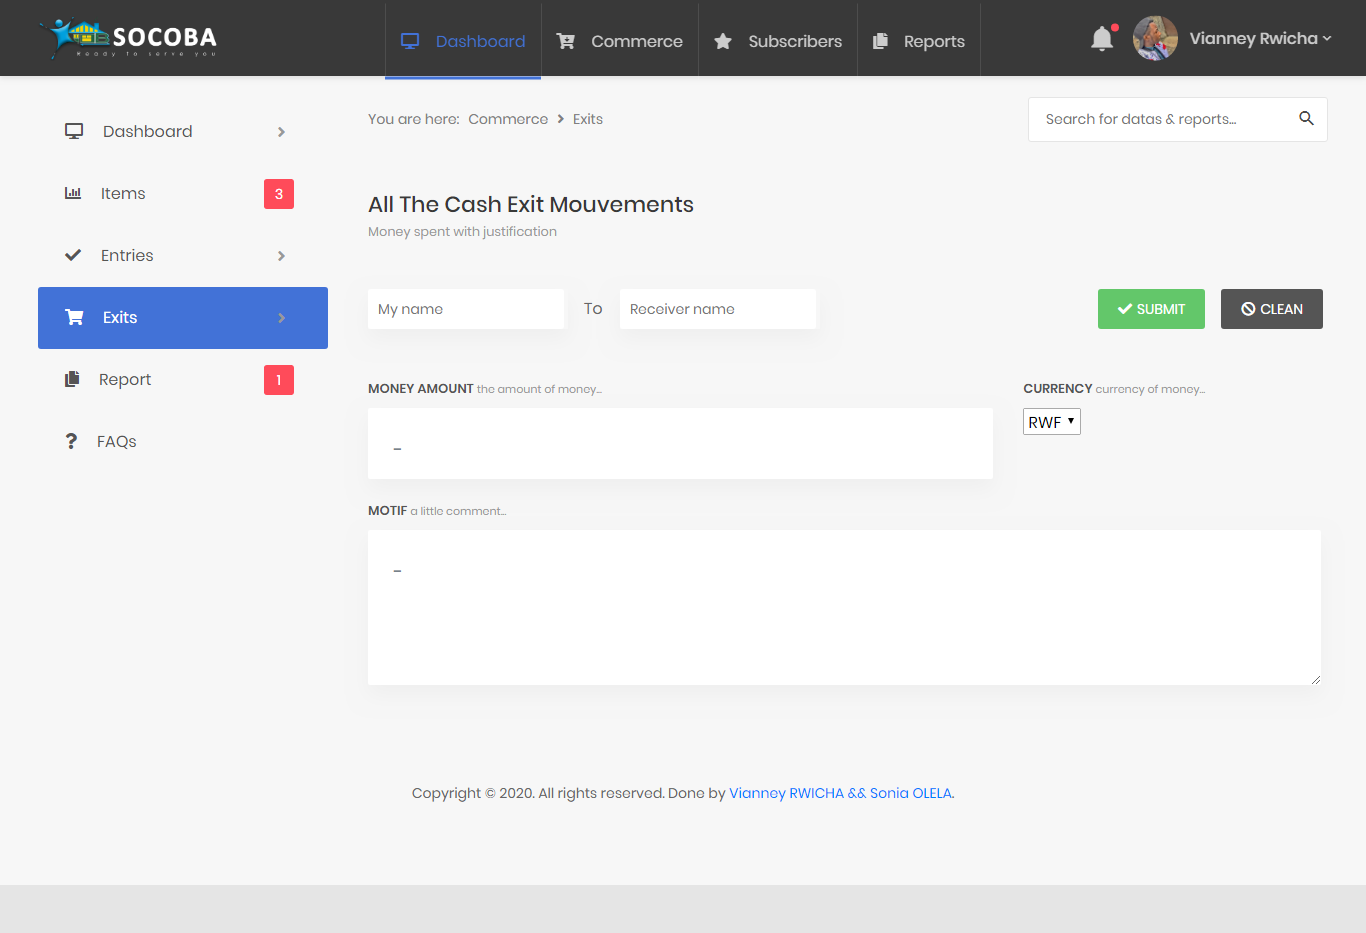 SOCOBA
Ready to serve you
Dashboard
Commerce
Subscribers
Reports
Vianney Rwicha
Dashboard
Items
3
Entries
Exits
Report
1
FAQs
You are here: Commerce > Exits
Search for datas & reports...
All The Cash Exit Mouvements
Money spent with justification
My name
To
Receiver name
SUBMIT
CLEAN
MONEY AMOUNT the amount of money...
CURRENCY currency of money...
_
RWF
MOTIF a little comment...
_
Copyright © 2020. All rights reserved. Done by Vianney RWICHA && Sonia OLELA.